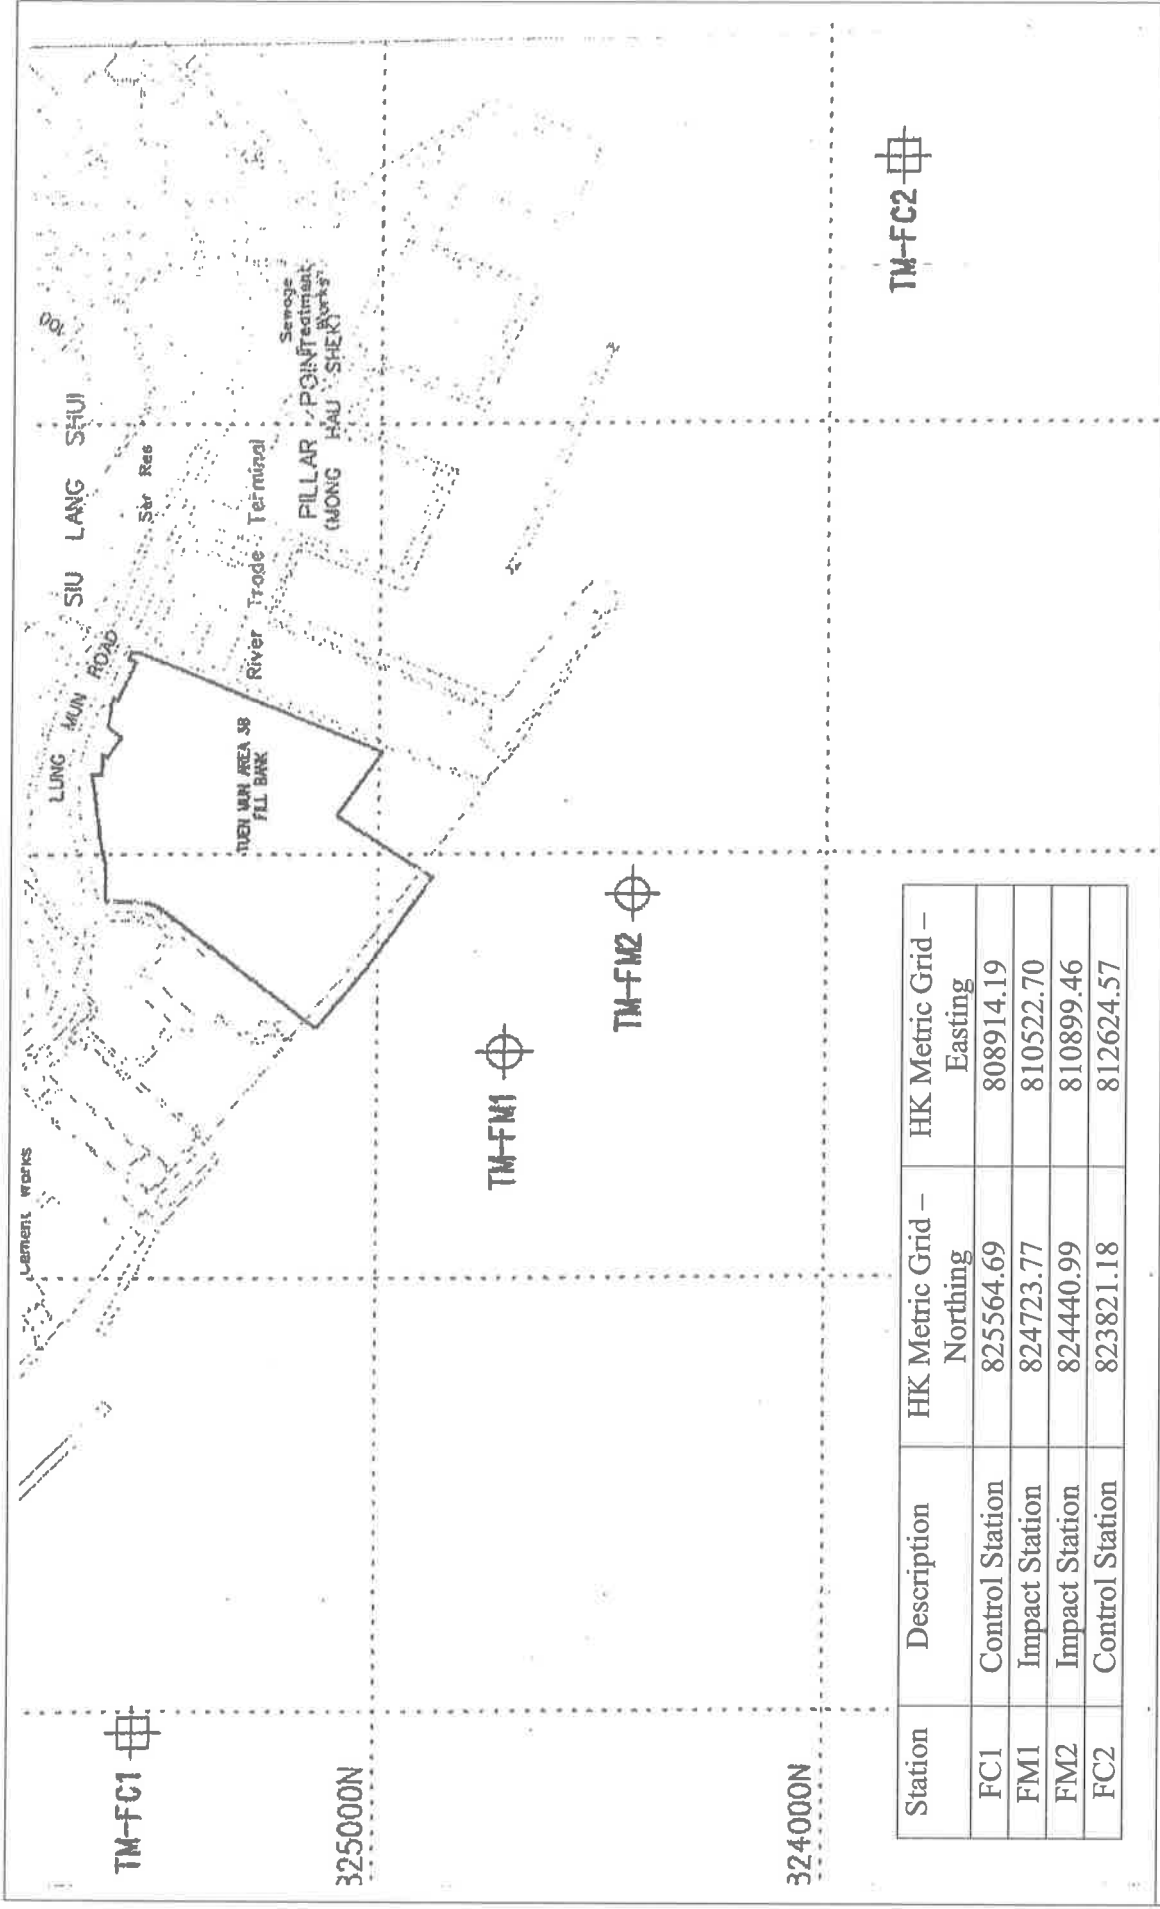 Cement works
LUNG MUN ROAD
SIU LANG SHUI
100
Ser Res
TUEN MUN AREA 38
FILL BANK
River Trade Terminal
Sewage
Treatment
Works
PILLAR POINT
(MONG HAU SHEK)
TM-FC1
325000N
TM-FM1
TM-FM2
TM-FC2
324000N
Station Description HK Metric Grid – Northing HK Metric Grid – Easting
FC1 Control Station 825564.69 808914.19
FM1 Impact Station 824723.77 810522.70
FM2 Impact Station 824440.99 810899.46
FC2 Control Station 823821.18 812624.57